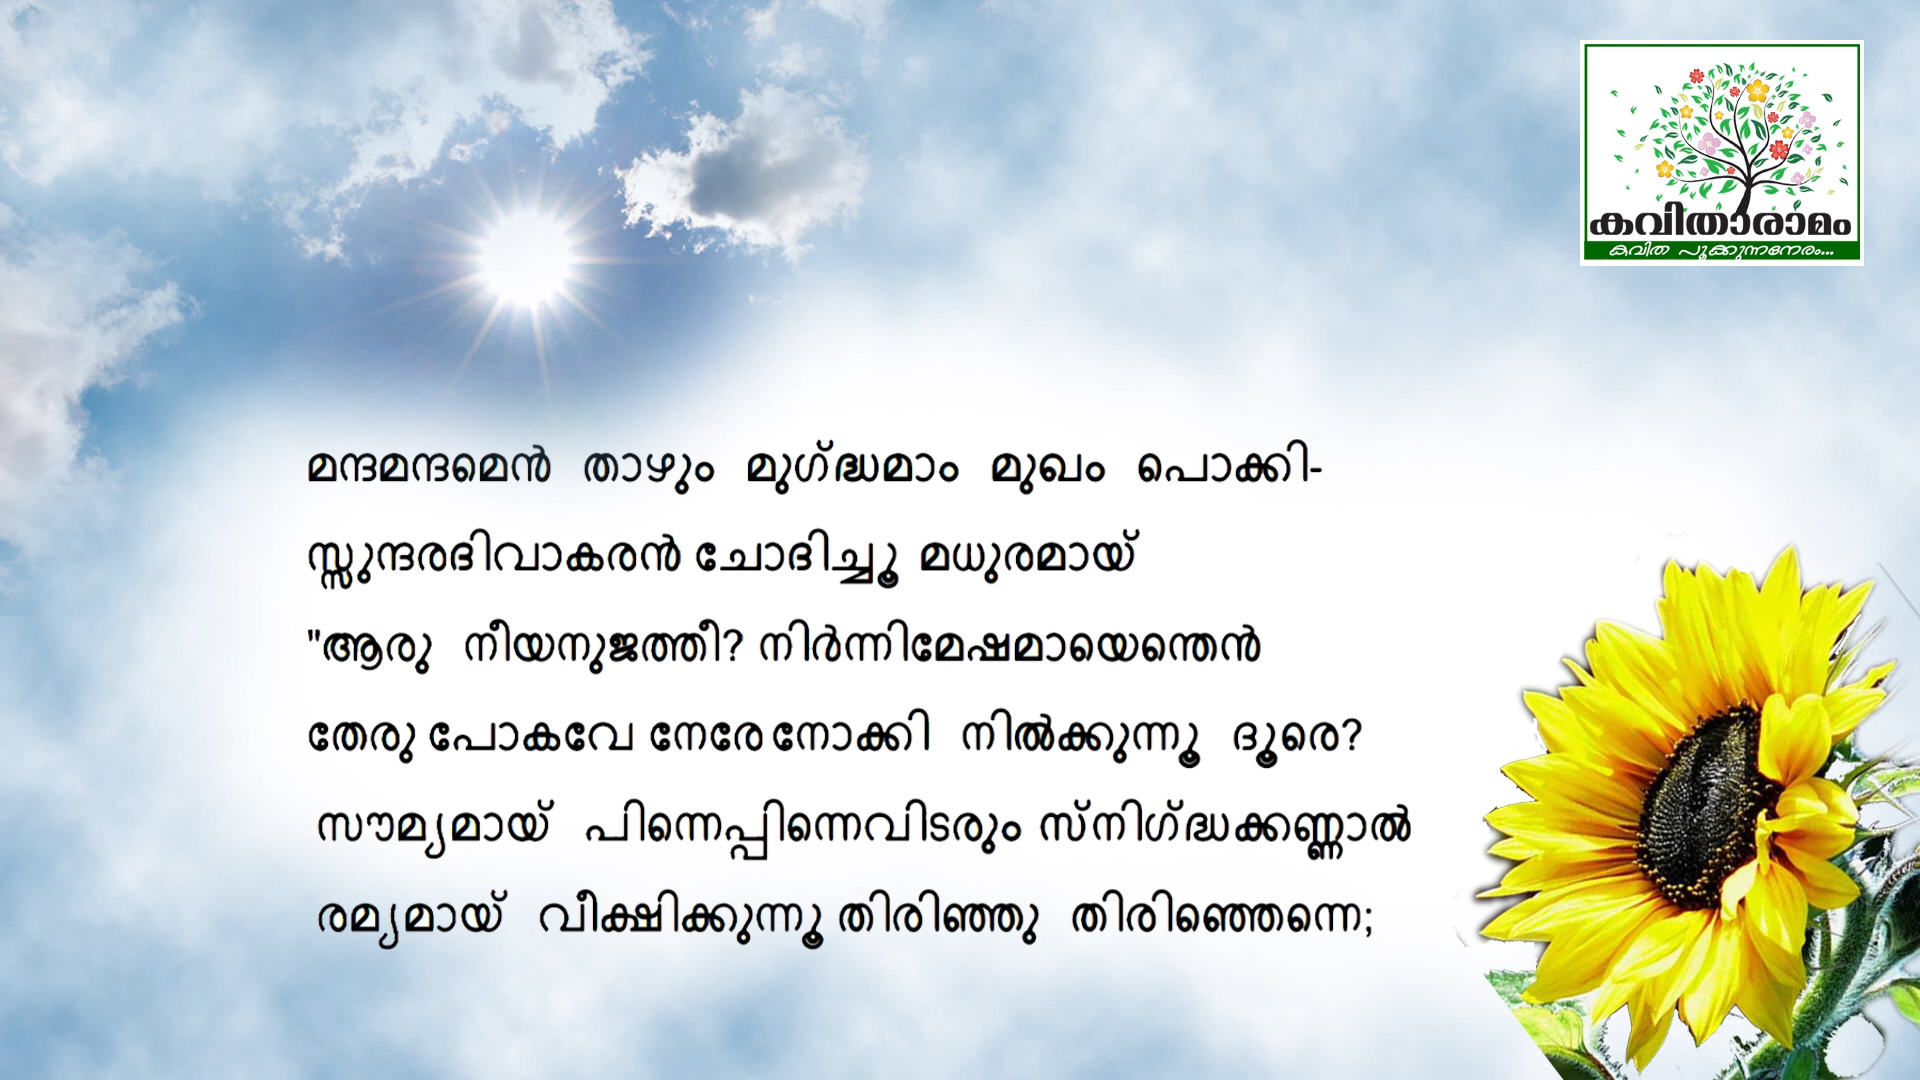 കവിതാരാമം
കവിത പൂക്കുന്നനേരം...
മന്ദമന്ദമെൻ താഴും മുഗ്ദ്ധമാം മുഖം പൊക്കി-
സ്സുന്ദരദിവാകരൻ ചോദിച്ചൂ മധുരമായ്
"ആരു നീയനുജത്തീ? നിർന്നിമേഷമായെന്തെൻ
തേരു പോകവേ നേരേ നോക്കി നിൽക്കുന്നൂ ദൂരെ?
സൗമ്യമായ് പിന്നെപ്പിന്നെവിടരും സ്നിഗ്ദ്ധക്കണ്ണാൽ
രമ്യമായ് വീക്ഷിക്കുന്നൂ തിരിഞ്ഞു തിരിഞ്ഞെന്നെ;